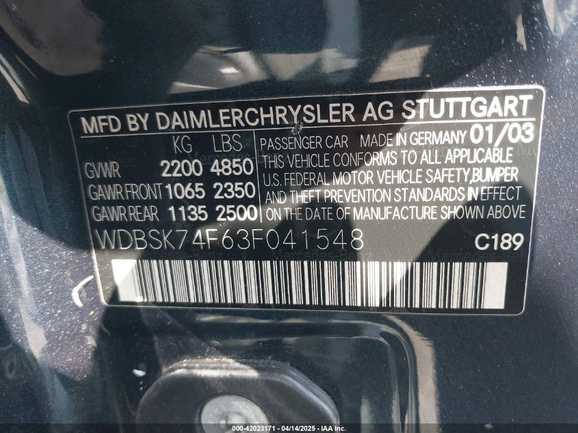 MFD BY DAIMLERCHRYSLER AG STUTTGART
KG LBS
GVWR 2200 4850
GAWR FRONT 1065 2350
GAWR REAR 1135 2500
PASSENGER CAR MADE IN GERMANY 01/03
THIS VEHICLE CONFORMS TO ALL APPLICABLE
U.S. FEDERAL MOTOR VEHICLE SAFETY,BUMPER
AND THEFT PREVENTION STANDARDS IN EFFECT
ON THE DATE OF MANUFACTURE SHOWN ABOVE
WDBSK74F63F041548 C189
000-42023171 - 04/14/2025 - IAA Inc.